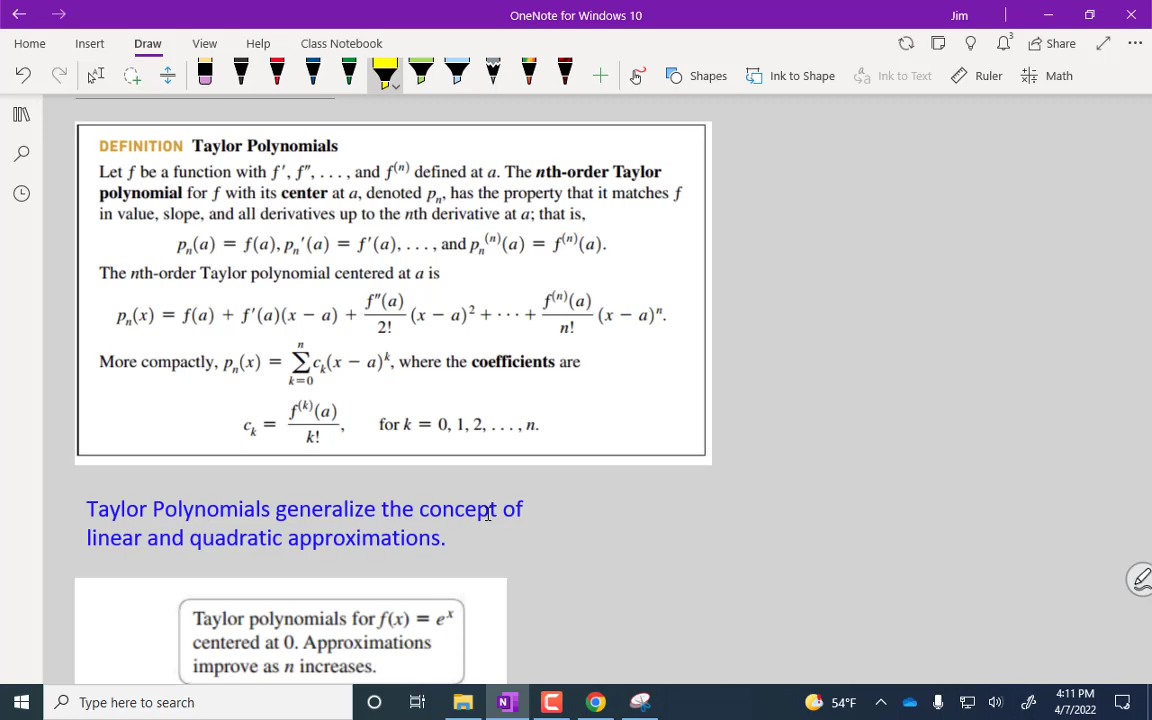 OneNote for Windows 10
Jim
Home Insert Draw View Help Class Notebook
3
Share
Shapes Ink to Shape Ink to Text Ruler Math
DEFINITION Taylor Polynomials
Let f be a function with f′, f″, . . . , and f⁽ⁿ⁾ defined at a. The nth-order Taylor
polynomial for f with its center at a, denoted pₙ, has the property that it matches f
in value, slope, and all derivatives up to the nth derivative at a; that is,
pₙ(a) = f(a), pₙ′(a) = f′(a), . . . , and pₙ⁽ⁿ⁾(a) = f⁽ⁿ⁾(a).
The nth-order Taylor polynomial centered at a is
pₙ(x) = f(a) + f′(a)(x − a) + f″(a)/2! (x − a)² + · · · + f⁽ⁿ⁾(a)/n! (x − a)ⁿ.
More compactly, pₙ(x) = ∑ₖ₌₀ⁿ cₖ(x − a)ᵏ, where the coefficients are
cₖ = f⁽ᵏ⁾(a)/k!, for k = 0, 1, 2, . . . , n.
Taylor Polynomials generalize the concept of
linear and quadratic approximations.
Taylor polynomials for f(x) = eˣ
centered at 0. Approximations
improve as n increases.
Type here to search
54°F
4:11 PM
4/7/2022